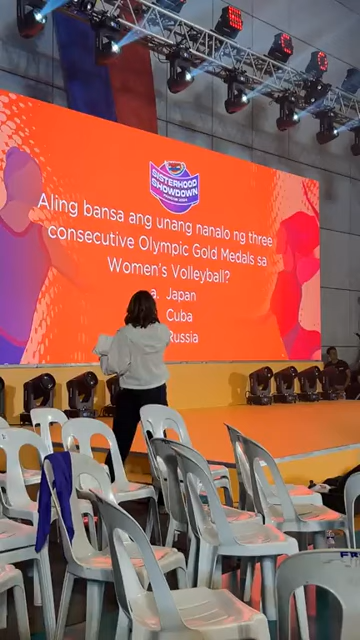 SISTERHOOD
SHOWDOWN
Aling bansa ang unang nanalo ng three
consecutive Olympic Gold Medals sa
Women's Volleyball?
a. Japan
Cuba
Russia